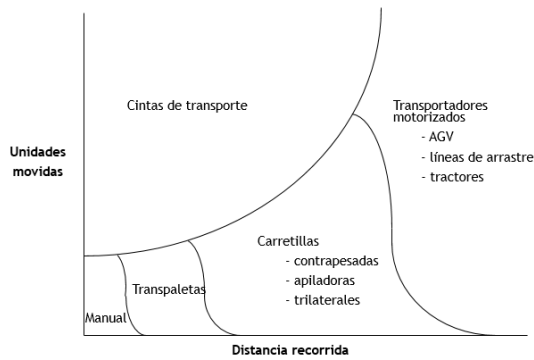 Cintas de transporte
Transportadores
motorizados
- AGV
- líneas de arrastre
- tractores
Unidades
movidas
Carretillas
- contrapesadas
- apiladoras
- trilaterales
Transpaletas
Manual
Distancia recorrida